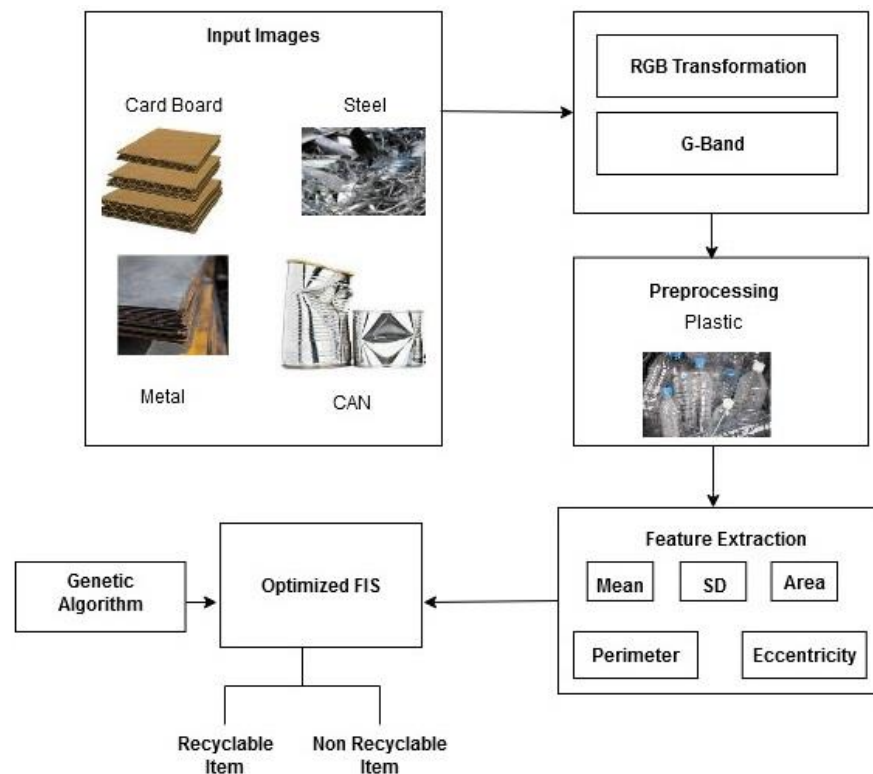 Input Images
Card Board
Steel
Metal
CAN
RGB Transformation
G-Band
Preprocessing
Plastic
Feature Extraction
Mean
SD
Area
Perimeter
Eccentricity
Genetic
Algorithm
Optimized FIS
Recyclable
Item
Non Recyclable
Item